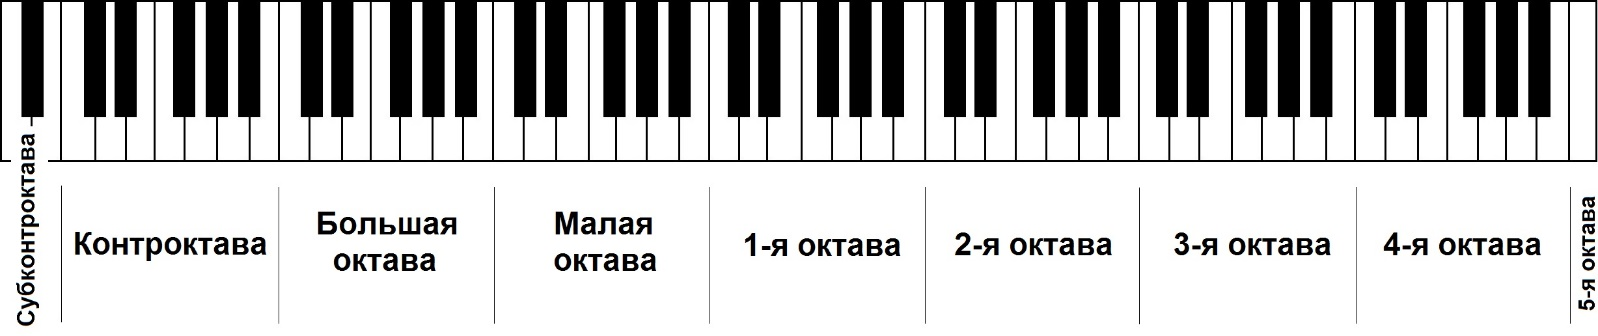 Субконтроктава
Контроктава
Большая
октава
Малая
октава
1-я октава
2-я октава
3-я октава
4-я октава
5-я октава